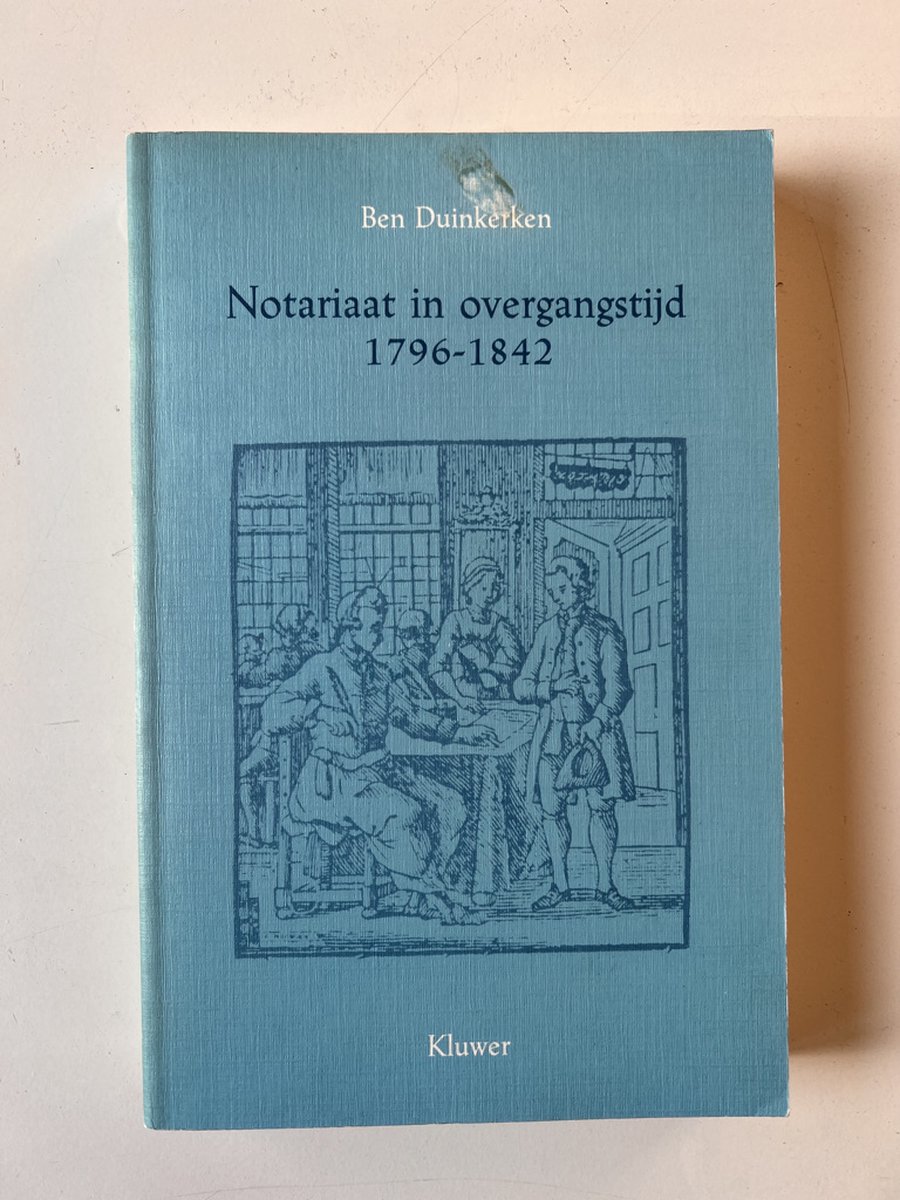 Ben Duinkerken
Notariaat in overgangstijd
1796-1842
Kluwer